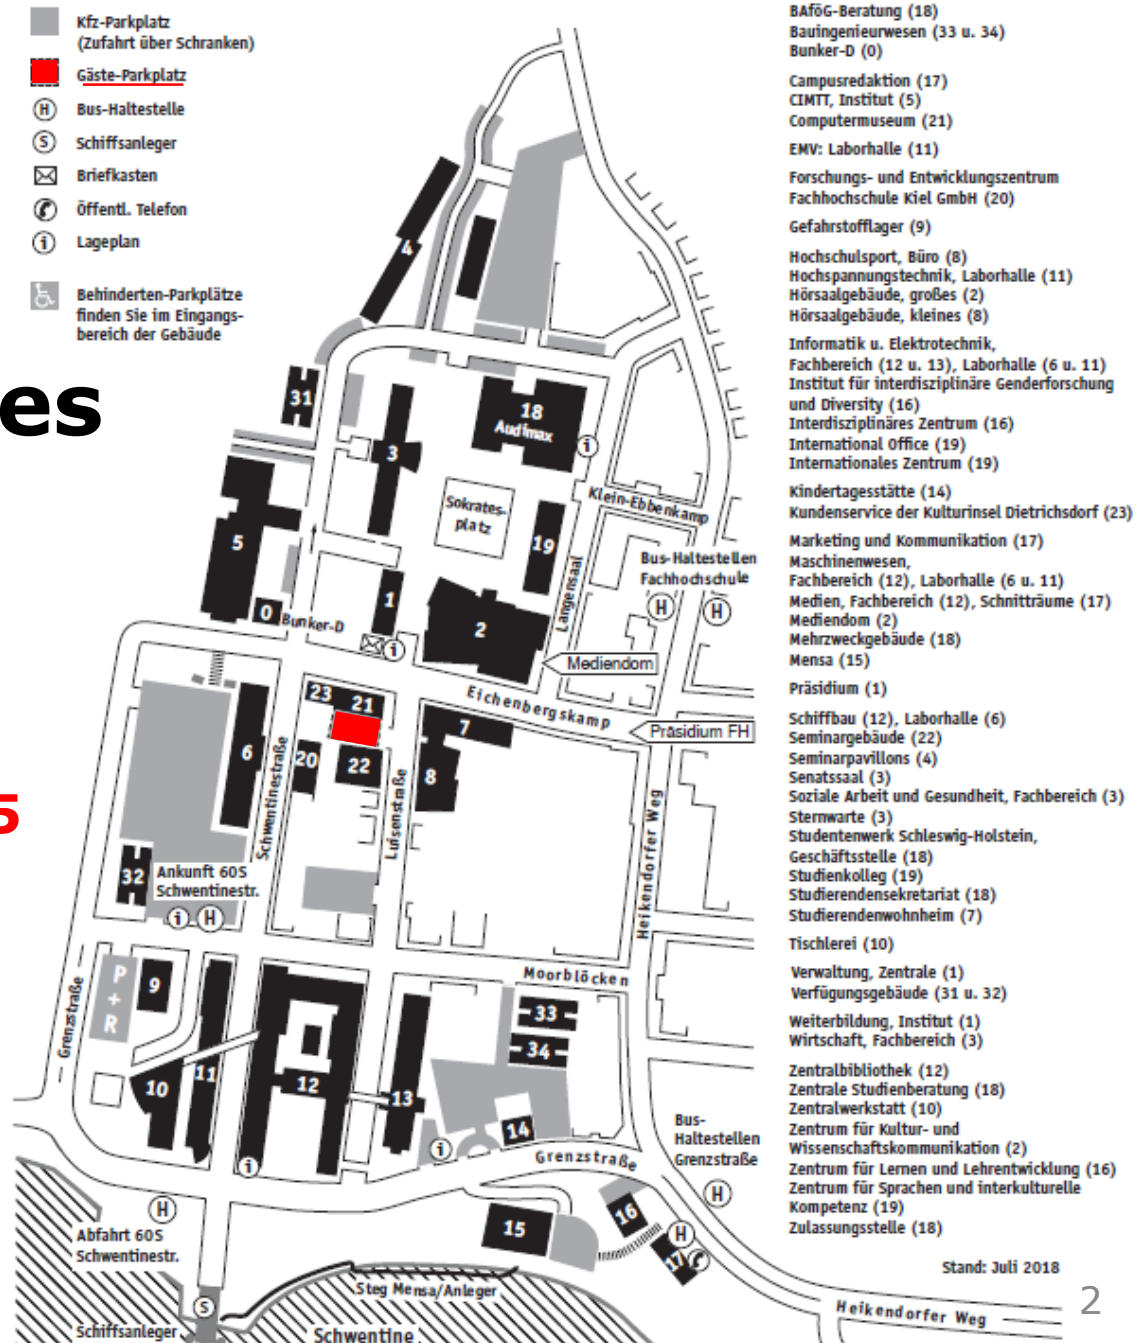 Kfz-Parkplatz
(Zufahrt über Schranken)
Gäste-Parkplatz
H Bus-Haltestelle
S Schiffsanleger
Briefkasten
Öffentl. Telefon
i Lageplan
Behinderten-Parkplätze
finden Sie im Eingangs-
bereich der Gebäude
es
s
4
31
18
Audimax
i
3
Sokrates-
platz
Klein-Ebbenkamp
19
5
Langensaal
Bus-Haltestellen
Fachhochschule
H H
1
0 Bunker-D
2
i
Mediendom
Eichenbergskamp
Präsidium FH
23 21
7
6
20 22
8
Schwentinestraße
Luisenstraße
Heikendorfer Weg
32
Ankunft 60S
Schwentinestr.
i H
Moorblöcken
P
+
R
9
33
34
Grenzstraße
10
11
12
13
14
i
i
Bus-
Haltestellen
Grenzstraße
Grenzstraße
H
H
Abfahrt 60S
Schwentinestr.
15
16
H
17
Steg Mensa/Anleger
S
Schiffsanleger
Schwentine
Heikendorfer Weg
BAföG-Beratung (18)
Bauingenieurwesen (33 u. 34)
Bunker-D (0)
Campusredaktion (17)
CIMTT, Institut (5)
Computermuseum (21)
EMV: Laborhalle (11)
Forschungs- und Entwicklungszentrum
Fachhochschule Kiel GmbH (20)
Gefahrstofflager (9)
Hochschulsport, Büro (8)
Hochspannungstechnik, Laborhalle (11)
Hörsaalgebäude, großes (2)
Hörsaalgebäude, kleines (8)
Informatik u. Elektrotechnik,
Fachbereich (12 u. 13), Laborhalle (6 u. 11)
Institut für interdisziplinäre Genderforschung
und Diversity (16)
Interdisziplinäres Zentrum (16)
International Office (19)
Internationales Zentrum (19)
Kindertagesstätte (14)
Kundenservice der Kulturinsel Dietrichsdorf (23)
Marketing und Kommunikation (17)
Maschinenwesen,
Fachbereich (12), Laborhalle (6 u. 11)
Medien, Fachbereich (12), Schnitträume (17)
Mediendom (2)
Mehrzweckgebäude (18)
Mensa (15)
Präsidium (1)
Schiffbau (12), Laborhalle (6)
Seminargebäude (22)
Seminarpavillons (4)
Senatssaal (3)
Soziale Arbeit und Gesundheit, Fachbereich (3)
Sternwarte (3)
Studentenwerk Schleswig-Holstein,
Geschäftsstelle (18)
Studienkolleg (19)
Studierendensekretariat (18)
Studierendenwohnheim (7)
Tischlerei (10)
Verwaltung, Zentrale (1)
Verfügungsgebäude (31 u. 32)
Weiterbildung, Institut (1)
Wirtschaft, Fachbereich (3)
Zentralbibliothek (12)
Zentrale Studienberatung (18)
Zentralwerkstatt (10)
Zentrum für Kultur- und
Wissenschaftskommunikation (2)
Zentrum für Lernen und Lehrentwicklung (16)
Zentrum für Sprachen und interkulturelle
Kompetenz (19)
Zulassungsstelle (18)
Stand: Juli 2018
2